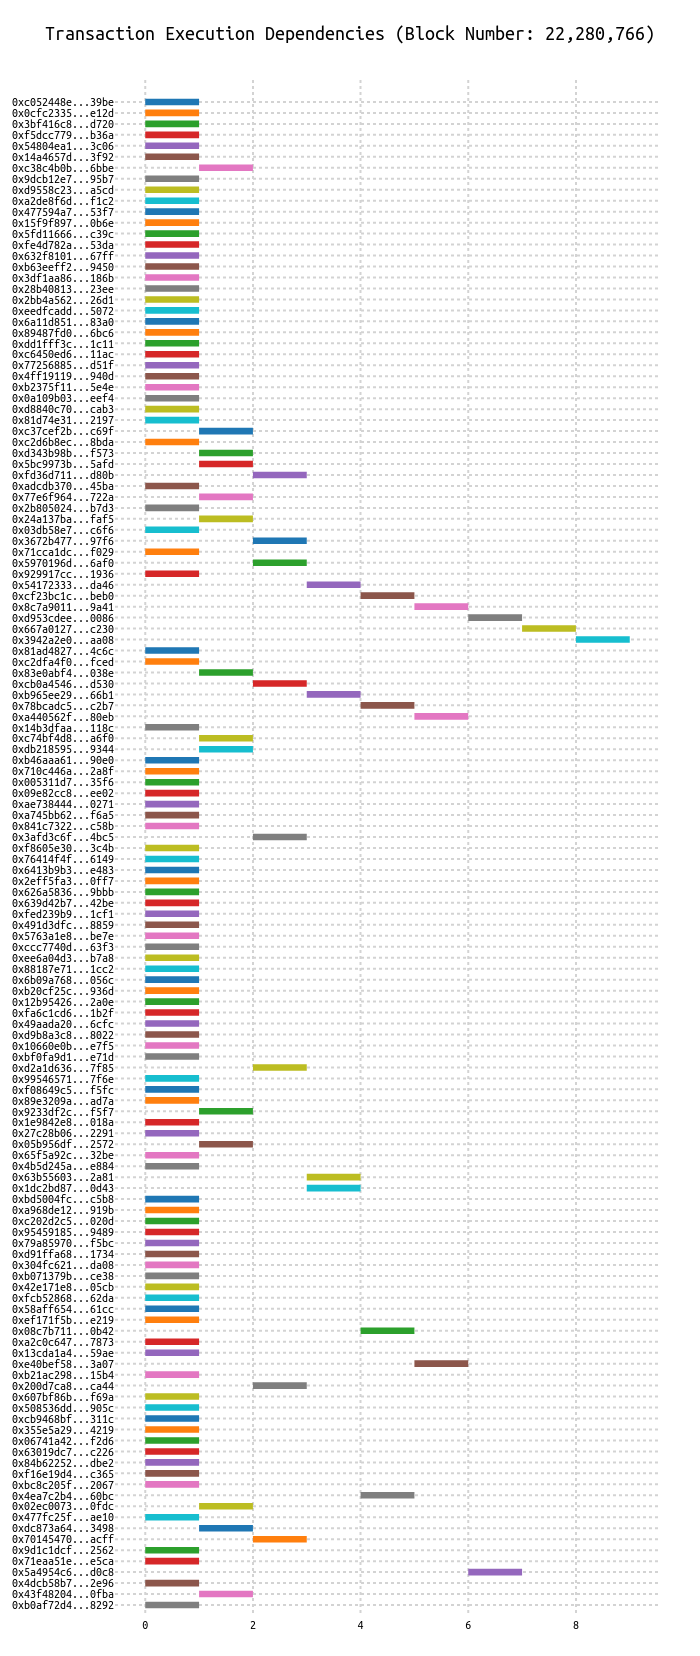 Transaction Execution Dependencies (Block Number: 22,280,766)
0xc052448e...39be
0x0cfc2335...e12d
0x3bf416c8...d720
0xf5dcc779...b36a
0x54804ea1...3c06
0x14a4657d...3f92
0xc38c4b0b...6bbe
0x9dcb12e7...95b7
0xd9558c23...a5cd
0xa2de8f6d...f1c2
0x477594a7...53f7
0x15f9f897...0b6e
0x5fd11666...c39c
0xfe4d782a...53da
0x632f8101...67ff
0xb63eeff2...9450
0x3df1aa86...186b
0x28b40813...23ee
0x2bb4a562...26d1
0xeedfcadd...5072
0x6a11d851...83a0
0x89487fd0...6bc6
0xdd1fff3c...1c11
0xc6450ed6...11ac
0x77256885...d51f
0x4ff19119...940d
0xb2375f11...5e4e
0x0a109b03...eef4
0xd8840c70...cab3
0x81d74e31...2197
0xc37cef2b...c69f
0xc2d6b8ec...8bda
0xd343b98b...f573
0x5bc9973b...5afd
0xfd36d711...d80b
0xadcdb370...45ba
0x77e6f964...722a
0x2b805024...b7d3
0x24a137ba...faf5
0x03db58e7...c6f6
0x3672b477...97f6
0x71cca1dc...f029
0x5970196d...6af0
0x929917cc...1936
0x54172333...da46
0xcf23bc1c...beb0
0x8c7a9011...9a41
0xd953cdee...0086
0x667a0127...c230
0x3942a2e0...aa08
0x81ad4827...4c6c
0xc2dfa4f0...fced
0x83e0abf4...038e
0xcb0a4546...d530
0xb965ee29...66b1
0x78bcadc5...c2b7
0xa440562f...80eb
0x14b3dfaa...118c
0xc74bf4d8...a6f0
0xdb218595...9344
0xb46aaa61...90e0
0x710c446a...2a8f
0x005311d7...35f6
0x09e82cc8...ee02
0xae738444...0271
0xa745bb62...f6a5
0x841c7322...c58b
0x3afd3c6f...4bc5
0xf8605e30...3c4b
0x76414f4f...6149
0x6413b9b3...e483
0x2eff5fa3...0ff7
0x626a5836...9bbb
0x639d42b7...42be
0xfed239b9...1cf1
0x491d3dfc...8859
0x5763a1e8...be7e
0xccc7740d...63f3
0xee6a04d3...b7a8
0x88187e71...1cc2
0x6b09a768...056c
0xb20cf25c...936d
0x12b95426...2a0e
0xfa6c1cd6...1b2f
0x49aada20...6cfc
0xd9b8a3c8...8022
0x10660e0b...e7f5
0xbf0fa9d1...e71d
0xd2a1d636...7f85
0x99546571...7f6e
0xf08649c5...f5fc
0x89e3209a...ad7a
0x9233df2c...f5f7
0x1e9842e8...018a
0x27c28b06...2291
0x05b956df...2572
0x65f5a92c...32be
0x4b5d245a...e884
0x63b55603...2a81
0x1dc2bd87...0d43
0xbd5004fc...c5b8
0xa968de12...919b
0xc202d2c5...020d
0x95459185...9489
0x79a85970...f5bc
0xd91ffa68...1734
0x304fc621...da08
0xb071379b...ce38
0x42e171e8...05cb
0xfcb52868...62da
0x58aff654...61cc
0xef171f5b...e219
0x08c7b711...0b42
0xa2c0c647...7873
0x13cda1a4...59ae
0xe40bef58...3a07
0xb21ac298...15b4
0x200d7ca8...ca44
0x607bf86b...f69a
0x508536dd...905c
0xcb9468bf...311c
0x355e5a29...4219
0x06741a42...f2d6
0x63019dc7...c226
0x84b62252...dbe2
0xf16e19d4...c365
0xbc8c205f...2067
0x4ea7c2b4...60bc
0x02ec0073...0fdc
0x477fc25f...ae10
0xdc873a64...3498
0x70145470...acff
0x9d1c1dcf...2562
0x71eaa51e...e5ca
0x5a4954c6...d0c8
0x4dcb58b7...2e96
0x43f48204...0fba
0xb0af72d4...8292
0 2 4 6 8